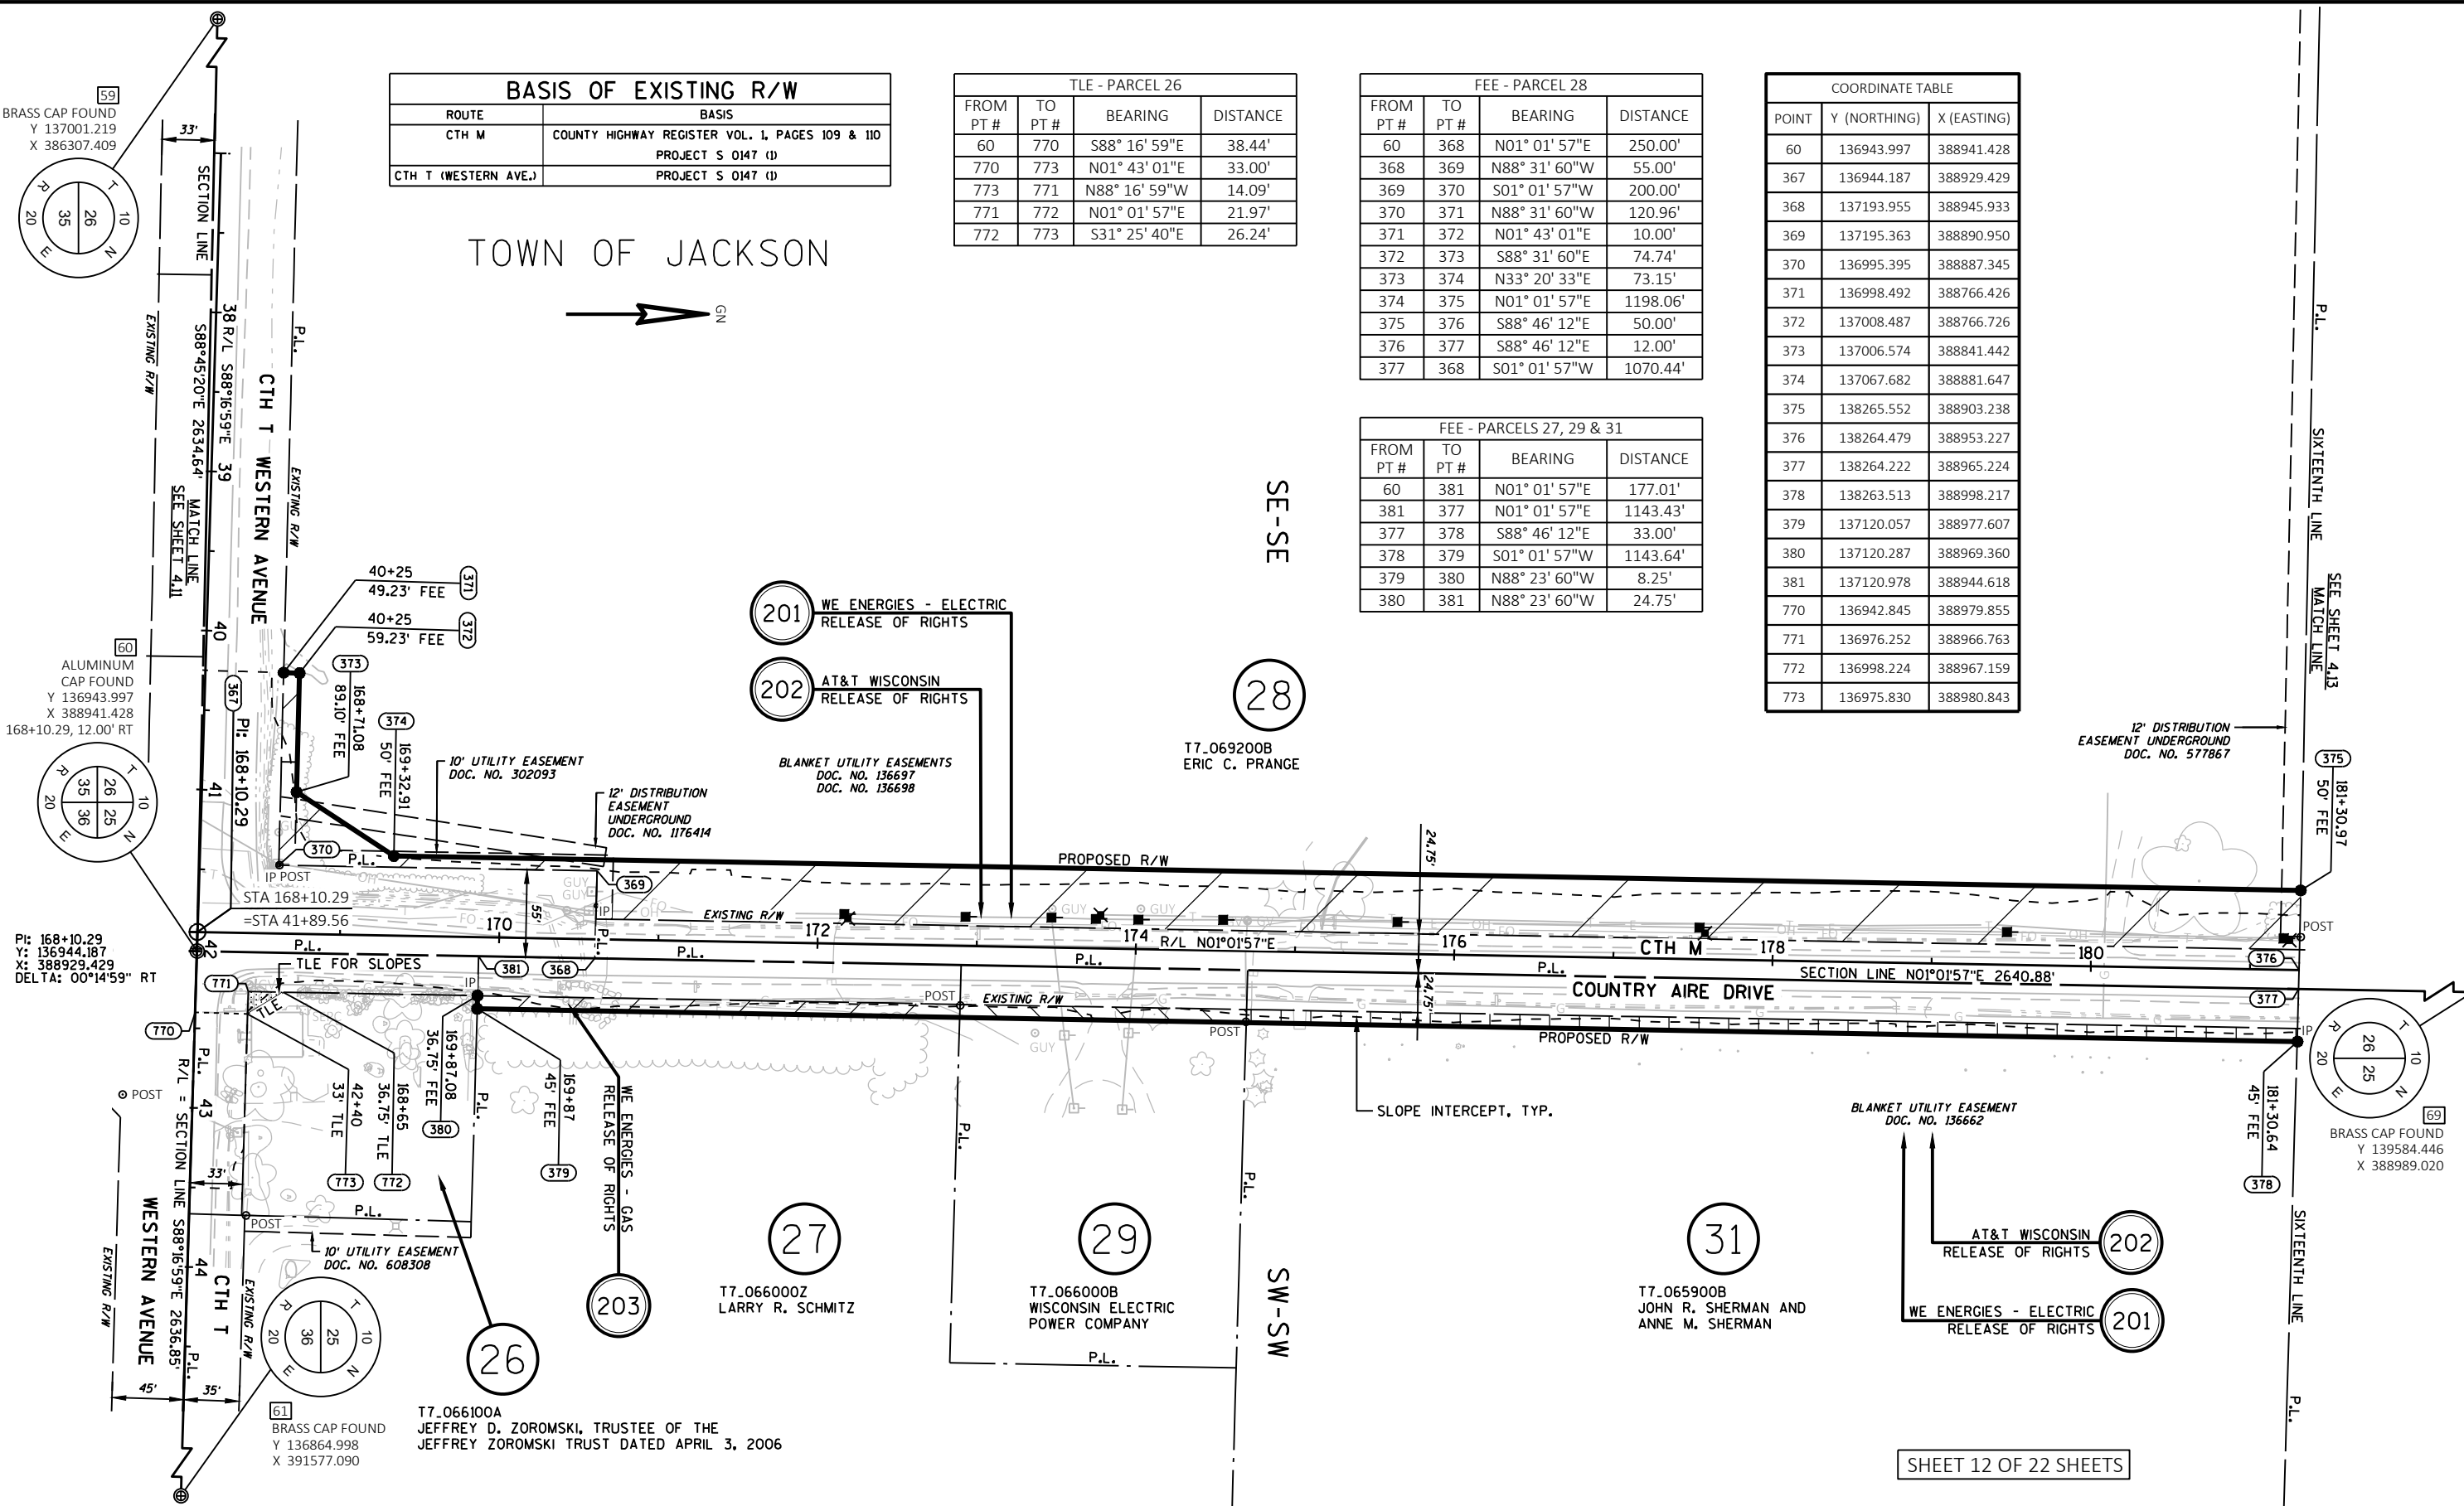 BASIS OF EXISTING R/W
ROUTE BASIS
CTH M COUNTY HIGHWAY REGISTER VOL. 1, PAGES 109 & 110
PROJECT S 0147 (1)
CTH T (WESTERN AVE.) PROJECT S 0147 (1)
TLE - PARCEL 26
FROM PT # TO PT # BEARING DISTANCE
60 770 S88° 16' 59"E 38.44'
770 773 N01° 43' 01"E 33.00'
773 771 N88° 16' 59"W 14.09'
771 772 N01° 01' 57"E 21.97'
772 773 S31° 25' 40"E 26.24'
FEE - PARCEL 28
FROM PT # TO PT # BEARING DISTANCE
60 368 N01° 01' 57"E 250.00'
368 369 N88° 31' 60"W 55.00'
369 370 S01° 01' 57"W 200.00'
370 371 N88° 31' 60"W 120.96'
371 372 N01° 43' 01"E 10.00'
372 373 S88° 31' 60"E 74.74'
373 374 N33° 20' 33"E 73.15'
374 375 N01° 01' 57"E 1198.06'
375 376 S88° 46' 12"E 50.00'
376 377 S88° 46' 12"E 12.00'
377 368 S01° 01' 57"W 1070.44'
FEE - PARCELS 27, 29 & 31
FROM PT # TO PT # BEARING DISTANCE
60 381 N01° 01' 57"E 177.01'
381 377 N01° 01' 57"E 1143.43'
377 378 S88° 46' 12"E 33.00'
378 379 S01° 01' 57"W 1143.64'
379 380 N88° 23' 60"W 8.25'
380 381 N88° 23' 60"W 24.75'
COORDINATE TABLE
POINT Y (NORTHING) X (EASTING)
60 136943.997 388941.428
367 136944.187 388929.429
368 137193.955 388945.933
369 137195.363 388890.950
370 136995.395 388887.345
371 136998.492 388766.426
372 137008.487 388766.726
373 137006.574 388841.442
374 137067.682 388881.647
375 138265.552 388903.238
376 138264.479 388953.227
377 138264.222 388965.224
378 138263.513 388998.217
379 137120.057 388977.607
380 137120.287 388969.360
381 137120.978 388944.618
770 136942.845 388979.855
771 136976.252 388966.763
772 136998.224 388967.159
773 136975.830 388980.843
59
BRASS CAP FOUND
Y 137001.219
X 386307.409
33'
T 10 N
R 20 E
35 26
SECTION LINE
S88°45'20"E 2634.64'
MATCH LINE
SEE SHEET 4.11
EXISTING R/W
38 R/L S88°16'59"E 39
40
41
42
CTH T WESTERN AVENUE
P.L.
EXISTING R/W
TOWN OF JACKSON
GN
SE-SE
P.L.
SIXTEENTH LINE
MATCH LINE
SEE SHEET 4.13
60
ALUMINUM
CAP FOUND
Y 136943.997
X 388941.428
168+10.29, 12.00' RT
T 10 N
R 20 E
35 26
36 25
367
PI: 168+10.29
40+25
49.23' FEE
371
40+25
59.23' FEE
372
373
168+71.08
89.10' FEE
374
169+32.91
50' FEE
10' UTILITY EASEMENT
DOC. NO. 302093
12' DISTRIBUTION
EASEMENT
UNDERGROUND
DOC. NO. 1176414
201
WE ENERGIES - ELECTRIC
RELEASE OF RIGHTS
202
AT&T WISCONSIN
RELEASE OF RIGHTS
BLANKET UTILITY EASEMENTS
DOC. NO. 136697
DOC. NO. 136698
28
T7_069200B
ERIC C. PRANGE
12' DISTRIBUTION
EASEMENT UNDERGROUND
DOC. NO. 577867
375
181+30.97
50' FEE
24.75'
370
P.L.
IP POST
369
IP
55'
P.L.
GUY
GUY
GUY
GUY
PROPOSED R/W
EXISTING R/W
STA 168+10.29
=STA 41+89.56
170
172
174
176
178
180
R/L N01°01'57"E
CTH M
POST
376
PI: 168+10.29
Y: 136944.187
X: 388929.429
DELTA: 00°14'59" RT
P.L.
P.L.
P.L.
P.L.
SECTION LINE N01°01'57"E 2640.88'
COUNTRY AIRE DRIVE
377
TLE FOR SLOPES
381
368
IP
771
TLE
770
POST
EXISTING R/W
24.75'
POST
PROPOSED R/W
IP
GUY
SLOPE INTERCEPT, TYP.
T 10 N
R 20 E
26 25
69
BRASS CAP FOUND
Y 139584.446
X 388989.020
181+30.64
45' FEE
378
POST
P.L.
43
R/L = SECTION LINE S88°16'59"E 2636.85'
33'
42+40
33' TLE
773
168+65
36.75' TLE
772
169+87.08
36.75' FEE
380
P.L.
169+87
45' FEE
379
WE ENERGIES - GAS
RELEASE OF RIGHTS
203
P.L.
P.L.
BLANKET UTILITY EASEMENT
DOC. NO. 136662
AT&T WISCONSIN
RELEASE OF RIGHTS
202
WE ENERGIES - ELECTRIC
RELEASE OF RIGHTS
201
SIXTEENTH LINE
P.L.
P.L.
POST
10' UTILITY EASEMENT
DOC. NO. 608308
44
WESTERN AVENUE
CTH T
EXISTING R/W
EXISTING R/W
P.L.
45'
35'
T 10 N
R 20 E
36 25
61
BRASS CAP FOUND
Y 136864.998
X 391577.090
26
T7_066100A
JEFFREY D. ZOROMSKI, TRUSTEE OF THE
JEFFREY ZOROMSKI TRUST DATED APRIL 3, 2006
27
T7_066000Z
LARRY R. SCHMITZ
29
T7_066000B
WISCONSIN ELECTRIC
POWER COMPANY
P.L.
SW-SW
31
T7_065900B
JOHN R. SHERMAN AND
ANNE M. SHERMAN
SHEET 12 OF 22 SHEETS